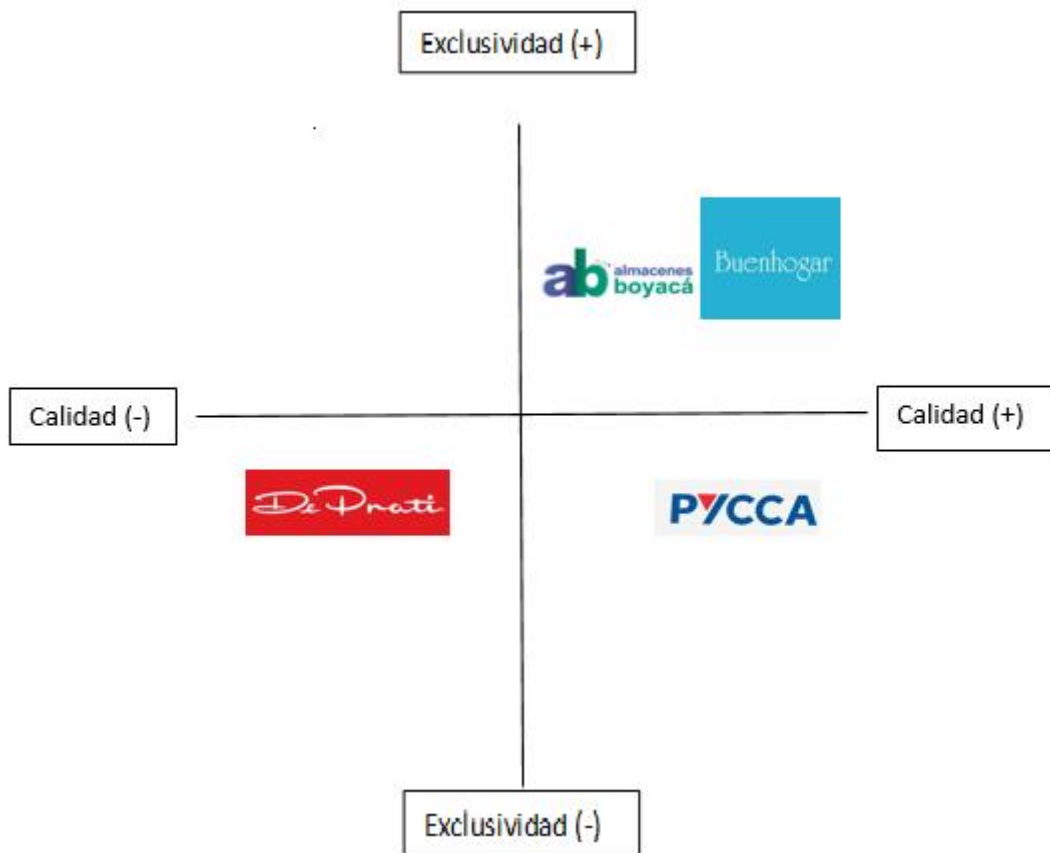 Exclusividad (+)
almacenes
ab boyacá
Buenhogar
Calidad (-)
Calidad (+)
De Prati
PYCCA
Exclusividad (-)